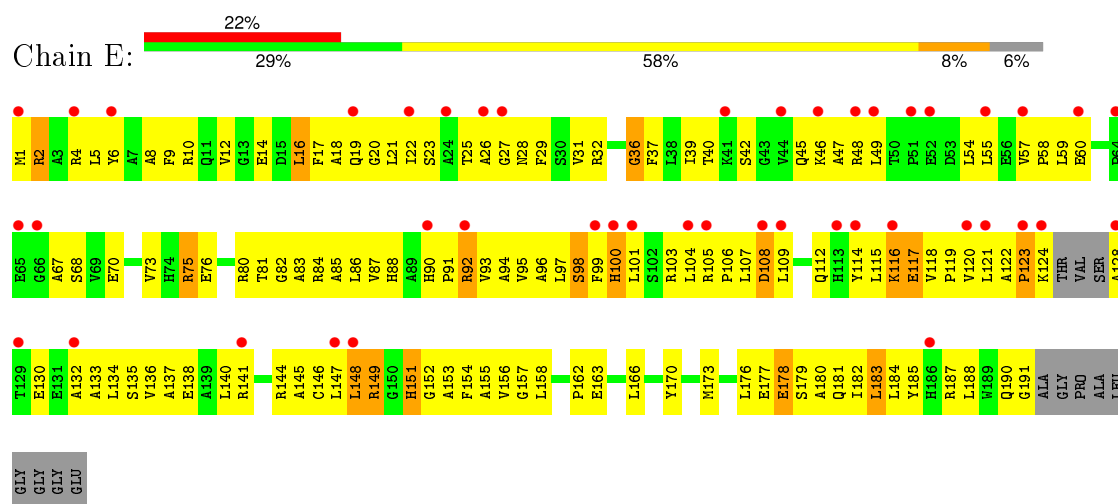 22%
Chain E:
29% 58% 8% 6%
M1 R2 A3 R4 L5 Y6 A7 A8 F9 R10 Q11 V12 G13 E14 D15 L16 F17 A18 Q19 G20 L21 I22 S23 A24 T25 A26 G27 N28 F29 S30 V31 R32 G36 F37 L38 I39 T40 K41 S42 G43 V44 Q45 K46 A47 R48 L49 T50 P51 E52 D53 L54 L55 E56 V57 P58 L59 E60 P64
E65 G66 A67 S68 V69 E70 V73 H74 R75 E76 R80 T81 G82 A83 R84 A85 L86 V87 H88 A89 H90 P91 R92 V93 A94 V95 A96 L97 S98 F99 H100 L101 S102 R103 L104 R105 P106 L107 D108 L109 Q112 H113 Y114 L115 K116 E117 V118 P119 V120 L121 A122 P123 K124 THR VAL SER A128
T129 E130 E131 A132 A133 L134 S135 V136 A137 E138 A139 L140 R141 R144 A145 C146 L147 L148 R149 G150 H151 G152 A153 F154 A155 V156 G157 L158 P162 E163 L166 Y170 M173 L176 E177 E178 S179 A180 Q181 I182 L183 L184 Y185 H186 R187 L188 W189 Q190 G191 ALA GLY PRO ALA LEU
GLY GLY GLY GLU